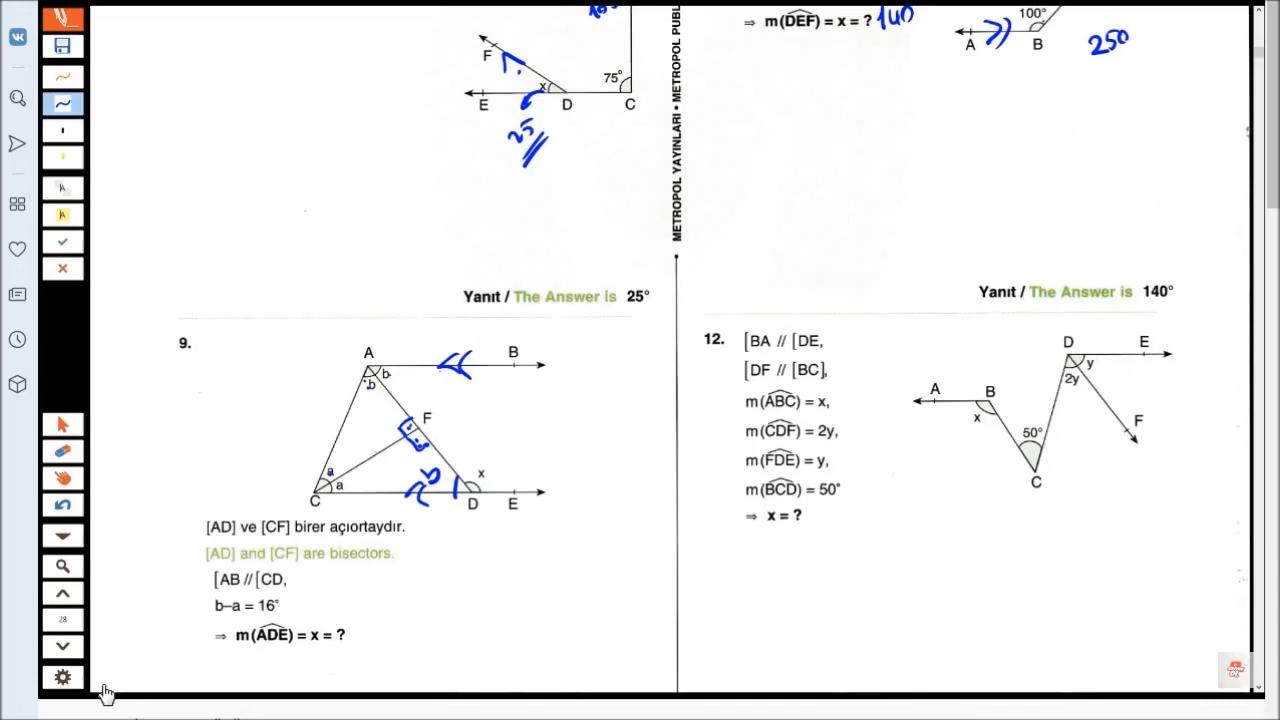 F
x
E
D
C
75°
25
⇒ m(DEF) = x = ? 140
100°
A
B
250
METROPOL YAYINLARI • METROPOL PUBL
Yanıt / The Answer is 25°
Yanıt / The Answer is 140°
9.
A
B
b
b
F
a
a
b
x
C
D
E
[AD] ve [CF] birer açıortaydır.
[AD] and [CF] are bisectors.
[AB // [CD,
b–a = 16°
⇒ m(ADE) = x = ?
12.
[BA // [DE,
[DF // [BC],
m(ABC) = x,
m(CDF) = 2y,
m(FDE) = y,
m(BCD) = 50°
⇒ x = ?
D
E
y
2y
A
B
x
F
50°
C
28